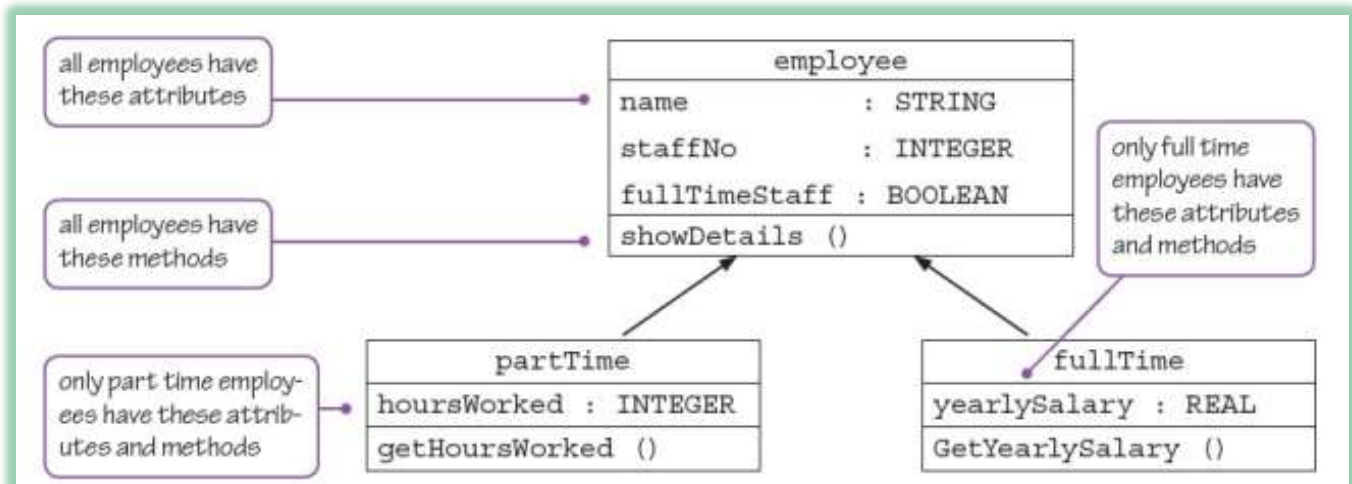 all employees have
these attributes
employee
name : STRING
staffNo : INTEGER
fullTimeStaff : BOOLEAN
showDetails ()
all employees have
these methods
only full time
employees have
these attributes
and methods
partTime
hoursWorked : INTEGER
getHoursWorked ()
only part time employ-
ees have these attrib-
utes and methods
fullTime
yearlySalary : REAL
GetYearlySalary ()